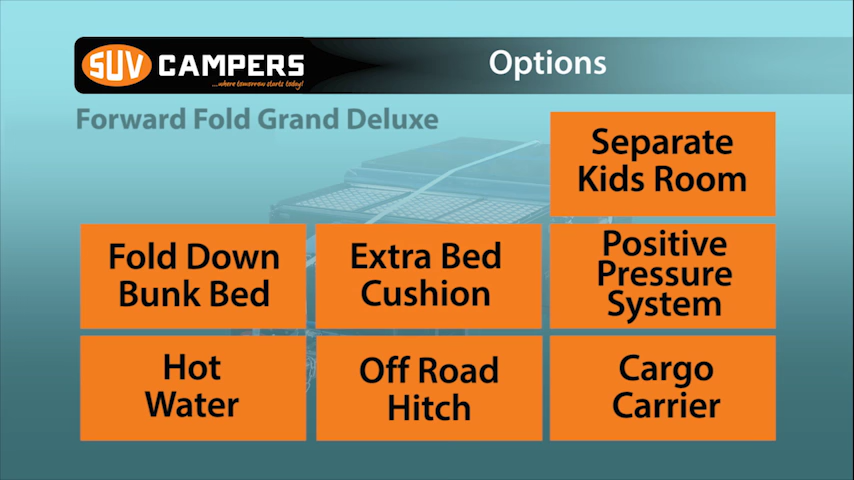 SUV CAMPERS
...where tomorrow starts today!
Options
Forward Fold Grand Deluxe
Separate
Kids Room
Fold Down
Bunk Bed
Extra Bed
Cushion
Positive
Pressure
System
Hot
Water
Off Road
Hitch
Cargo
Carrier